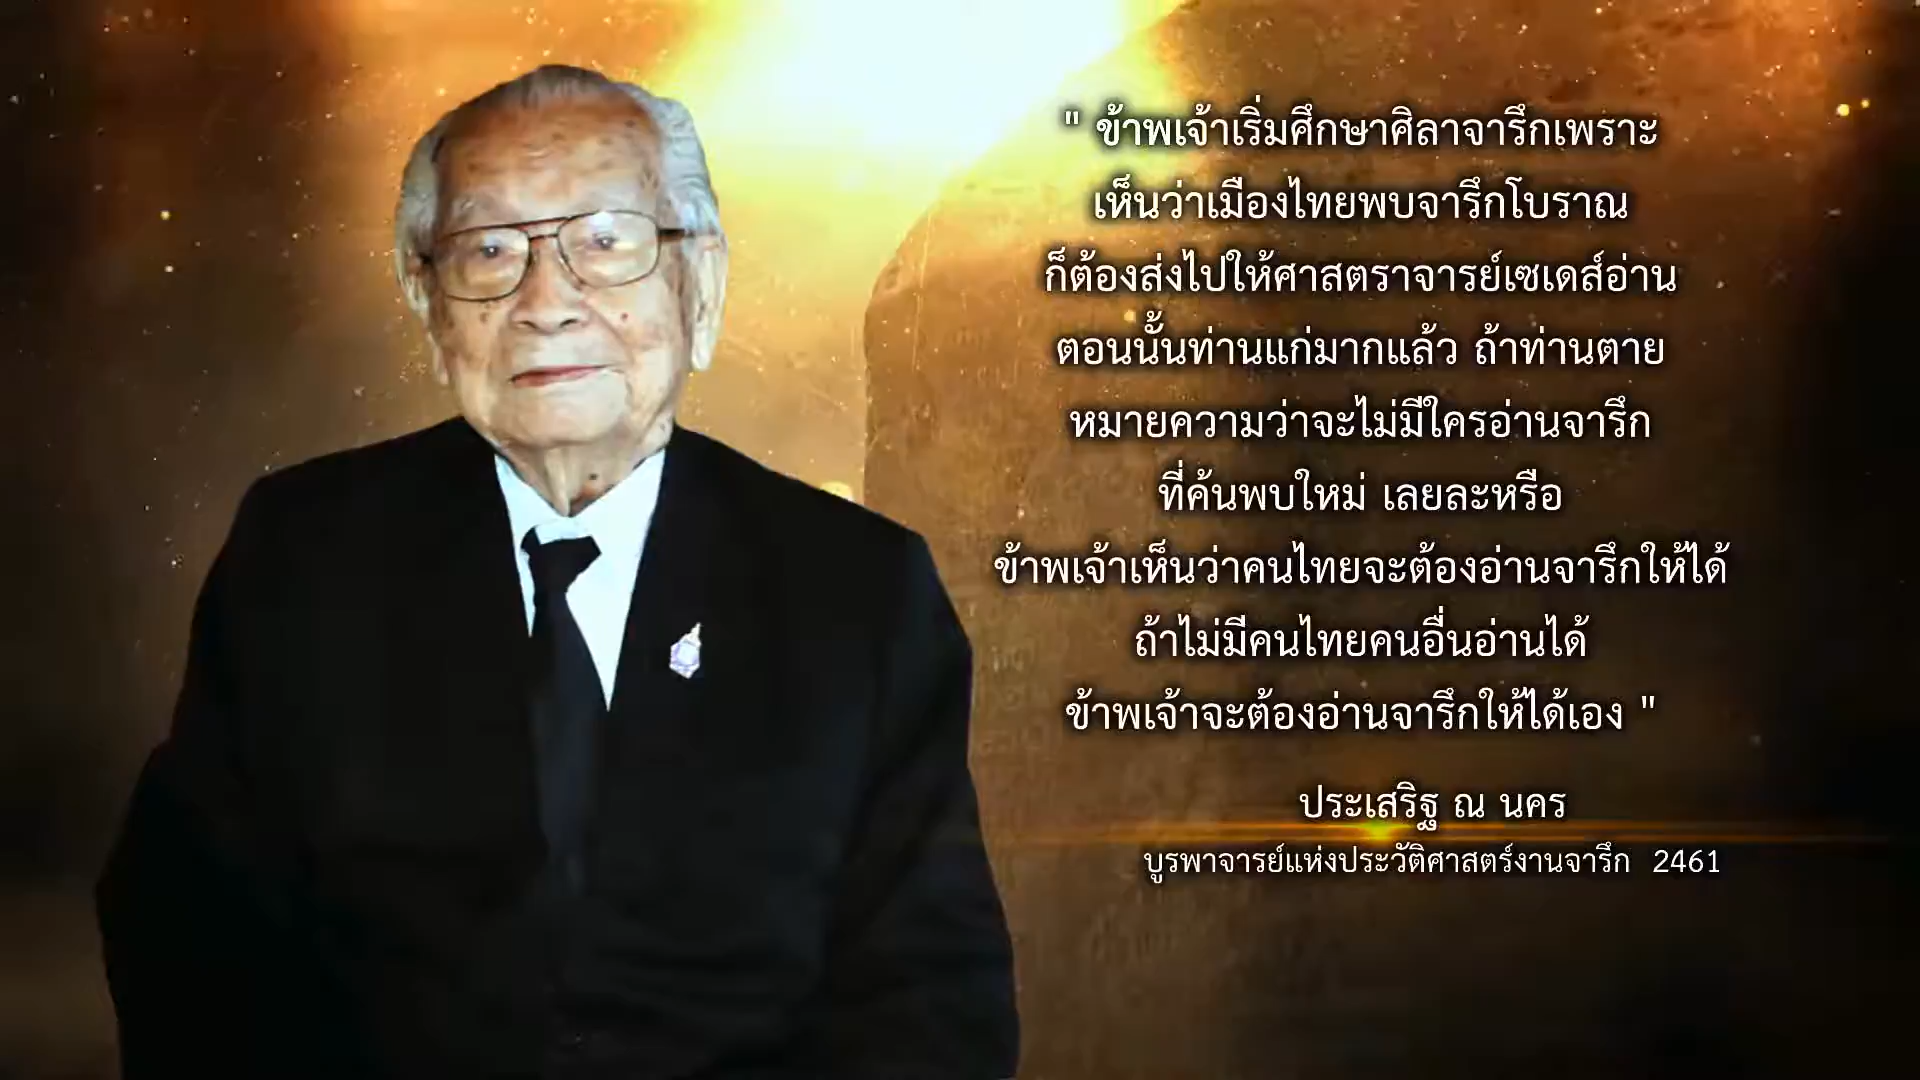 " ข้าพเจ้าเริ่มศึกษาศิลาจารึกเพราะ
เห็นว่าเมืองไทยพบจารึกโบราณ
ก็ต้องส่งไปให้ศาสตราจารย์เซเดส์อ่าน
ตอนนั้นท่านแก่มากแล้ว ถ้าท่านตาย
หมายความว่าจะไม่มีใครอ่านจารึก
ที่ค้นพบใหม่ เลยละหรือ
ข้าพเจ้าเห็นว่าคนไทยจะต้องอ่านจารึกให้ได้
ถ้าไม่มีคนไทยคนอื่นอ่านได้
ข้าพเจ้าจะต้องอ่านจารึกให้ได้เอง "
ประเสริฐ ณ นคร
บูรพาจารย์แห่งประวัติศาสตร์งานจารึก 2461